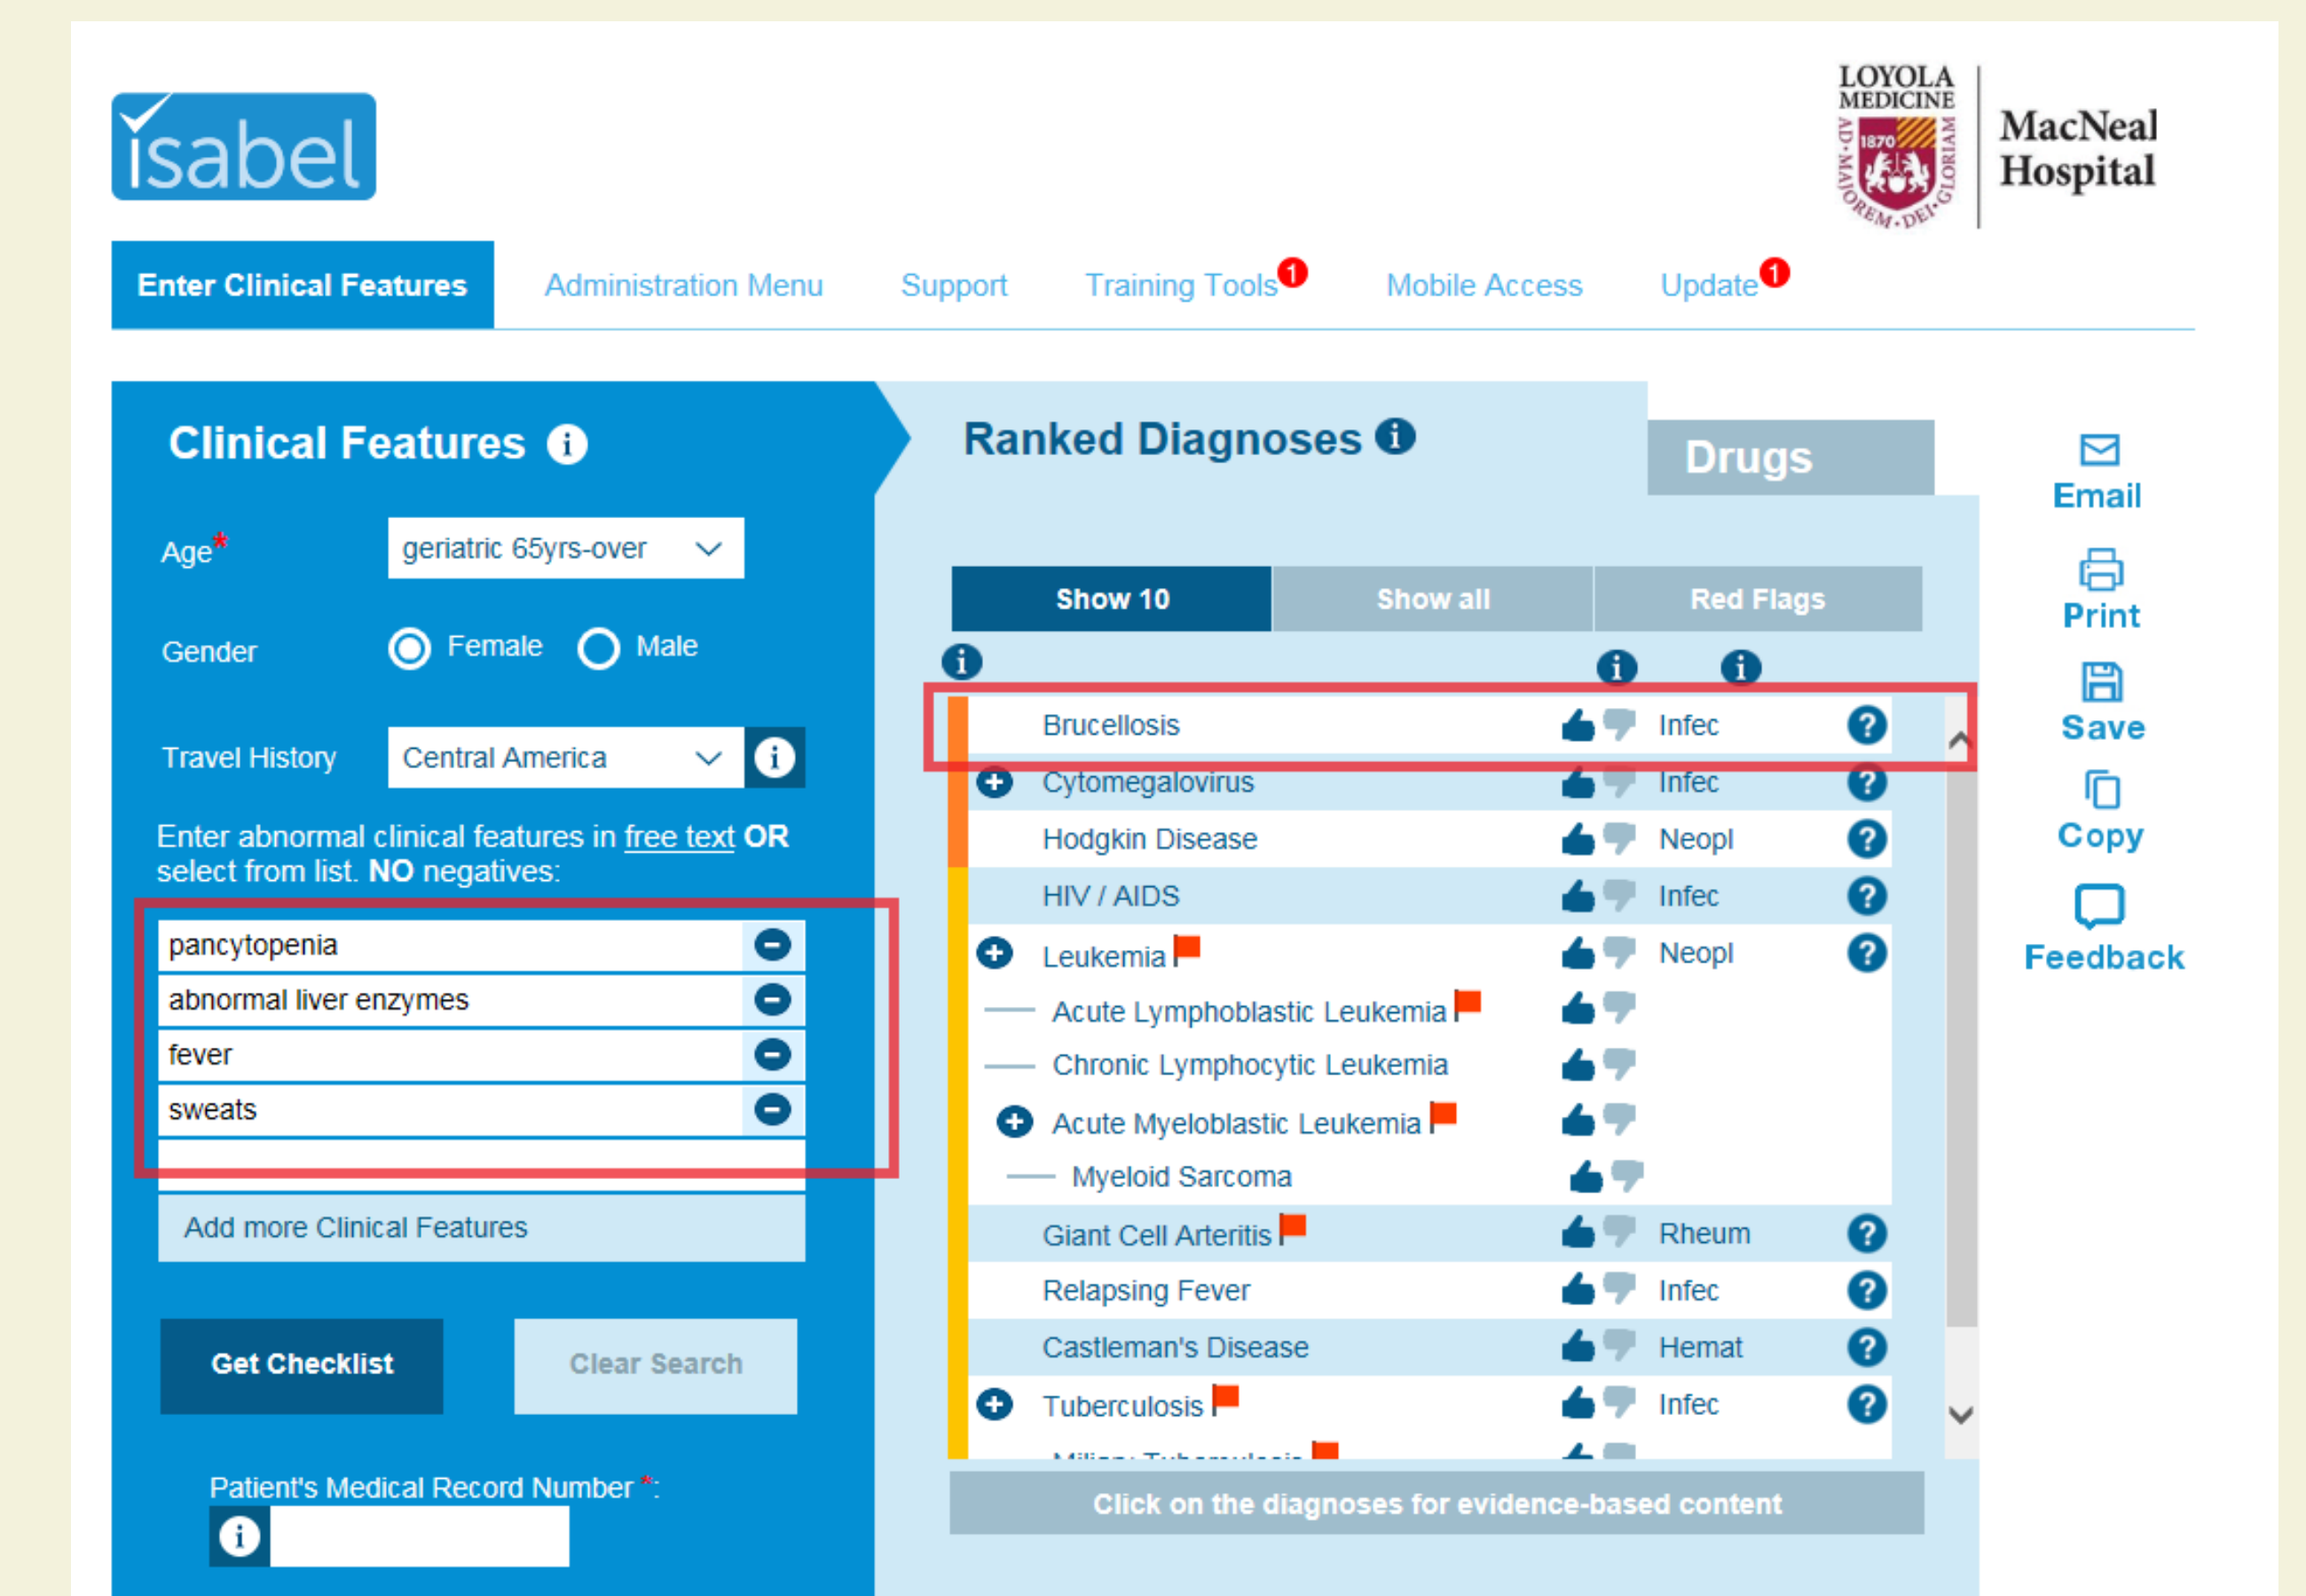 isabel
LOYOLA
MEDICINE
1870
AD•MAJOREM•DEI•GLORIAM
MacNeal
Hospital
Enter Clinical Features Administration Menu Support Training Tools 1 Mobile Access Update 1
Clinical Features i
Age*
geriatric 65yrs-over
Gender
Female Male
Travel History
Central America i
Enter abnormal clinical features in free text OR
select from list. NO negatives:
pancytopenia
abnormal liver enzymes
fever
sweats
Add more Clinical Features
Get Checklist Clear Search
Patient's Medical Record Number *:
i
Ranked Diagnoses i
Drugs
Show 10 Show all Red Flags
i i i
Brucellosis Infec ?
Cytomegalovirus Infec ?
Hodgkin Disease Neopl ?
HIV / AIDS Infec ?
Leukemia Neopl ?
Acute Lymphoblastic Leukemia
Chronic Lymphocytic Leukemia
Acute Myeloblastic Leukemia
Myeloid Sarcoma
Giant Cell Arteritis Rheum ?
Relapsing Fever Infec ?
Castleman's Disease Hemat ?
Tuberculosis Infec ?
Click on the diagnoses for evidence-based content
Email
Print
Save
Copy
Feedback